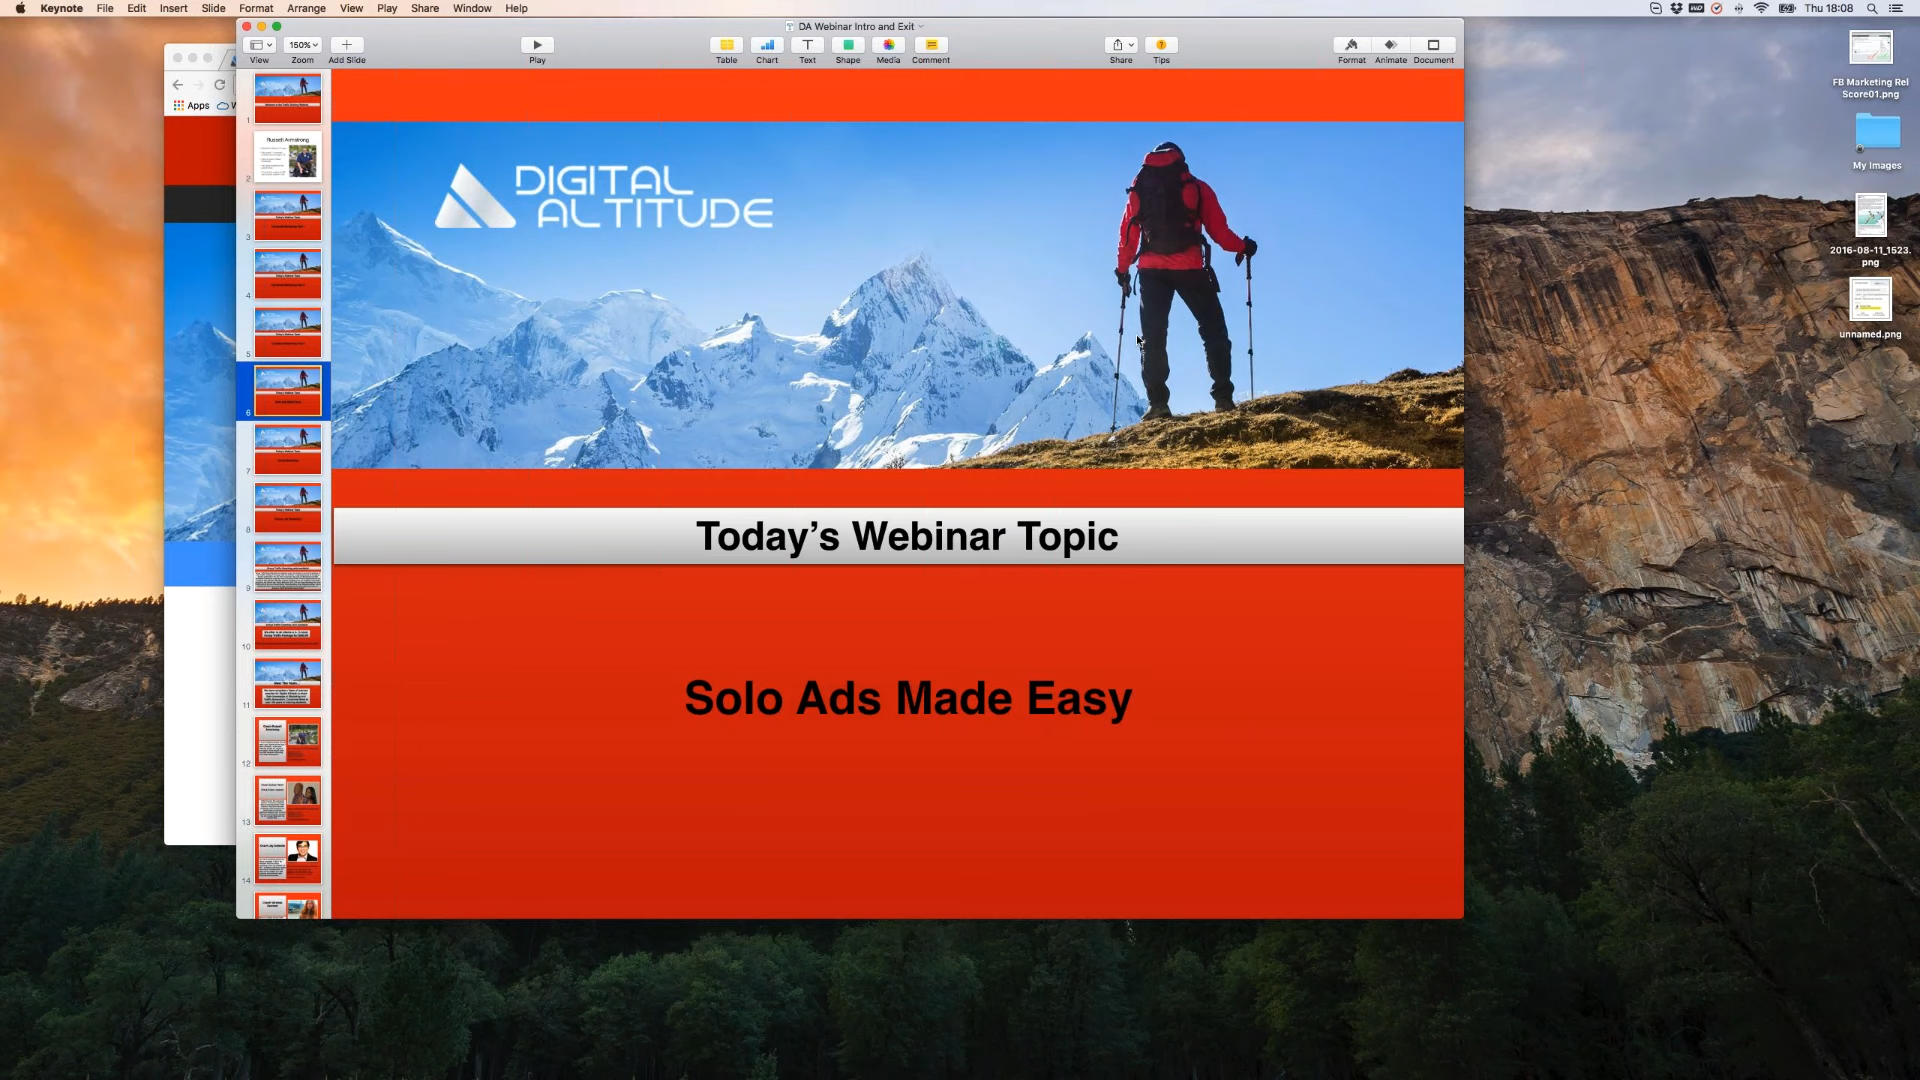 Keynote File Edit Insert Slide Format Arrange View Play Share Window Help
Thu 18:08
DA Webinar Intro and Exit
150%
View Zoom Add Slide Play Table Chart Text Shape Media Comment Share Tips Format Animate Document
Apps
DIGITAL
ALTITUDE
Today's Webinar Topic
Solo Ads Made Easy
Russell Armstrong
1
2
3
4
5
6
7
8
9
10
11
12
13
14
FB Marketing Rel
Score01.png
My Images
2016-08-11_1523.
png
unnamed.png